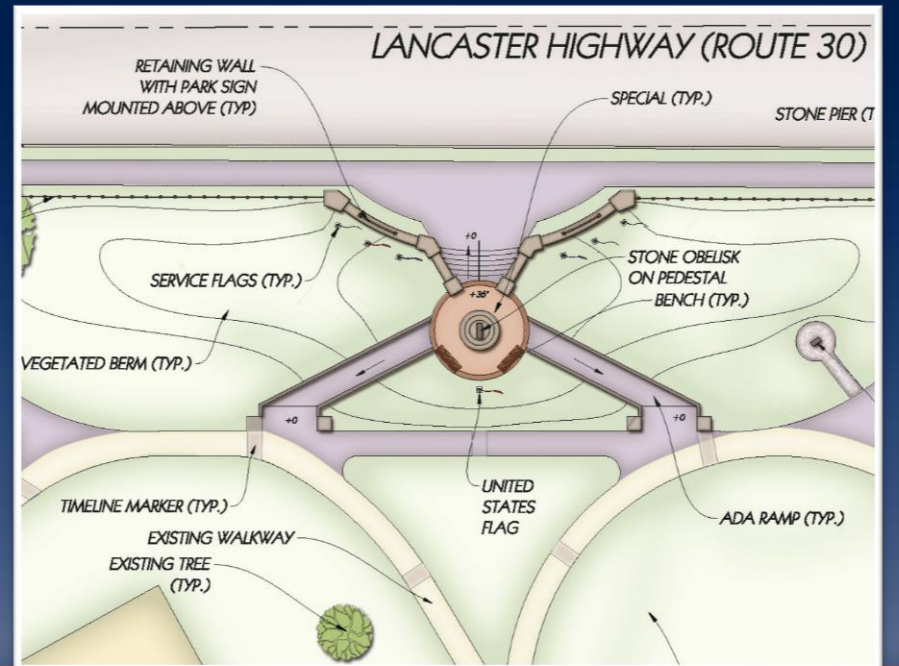 LANCASTER HIGHWAY (ROUTE 30)
RETAINING WALL
WITH PARK SIGN
MOUNTED ABOVE (TYP)
SPECIAL (TYP.)
STONE PIER (T
+0
SERVICE FLAGS (TYP.)
STONE OBELISK
ON PEDESTAL
BENCH (TYP.)
+36"
VEGETATED BERM (TYP.)
+0
+0
UNITED
STATES
FLAG
TIMELINE MARKER (TYP.)
ADA RAMP (TYP.)
EXISTING WALKWAY
EXISTING TREE
(TYP.)